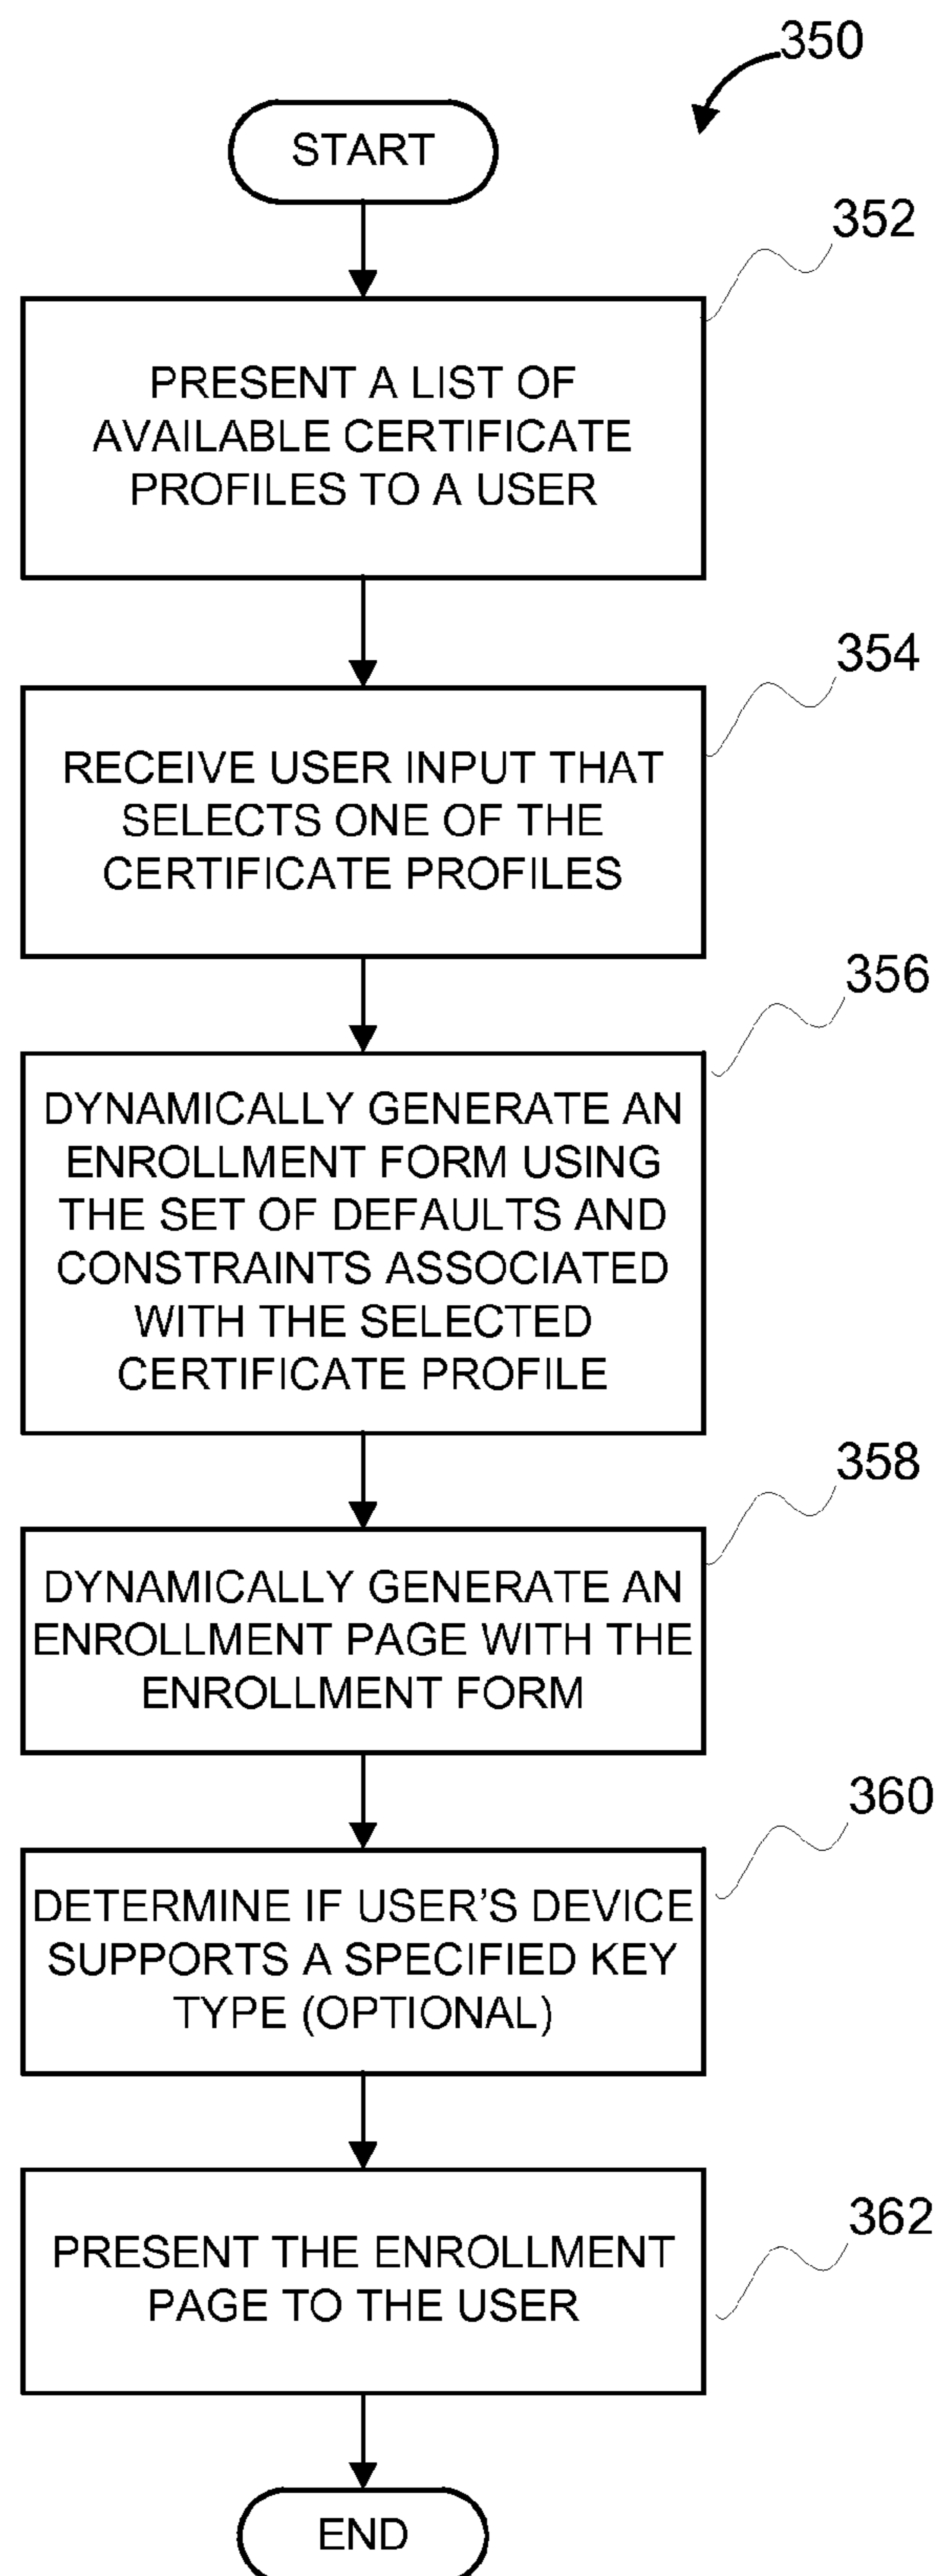 350
START
352
PRESENT A LIST OF
AVAILABLE CERTIFICATE
PROFILES TO A USER
354
RECEIVE USER INPUT THAT
SELECTS ONE OF THE
CERTIFICATE PROFILES
356
DYNAMICALLY GENERATE AN
ENROLLMENT FORM USING
THE SET OF DEFAULTS AND
CONSTRAINTS ASSOCIATED
WITH THE SELECTED
CERTIFICATE PROFILE
358
DYNAMICALLY GENERATE AN
ENROLLMENT PAGE WITH THE
ENROLLMENT FORM
360
DETERMINE IF USER’S DEVICE
SUPPORTS A SPECIFIED KEY
TYPE (OPTIONAL)
362
PRESENT THE ENROLLMENT
PAGE TO THE USER
END